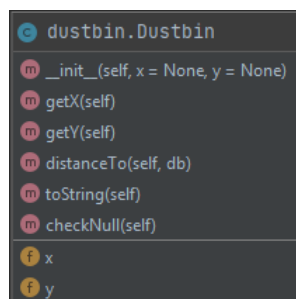 c dustbin.Dustbin
m __init__(self, x = None, y = None)
m getX(self)
m getY(self)
m distanceTo(self, db)
m toString(self)
m checkNull(self)
f x
f y